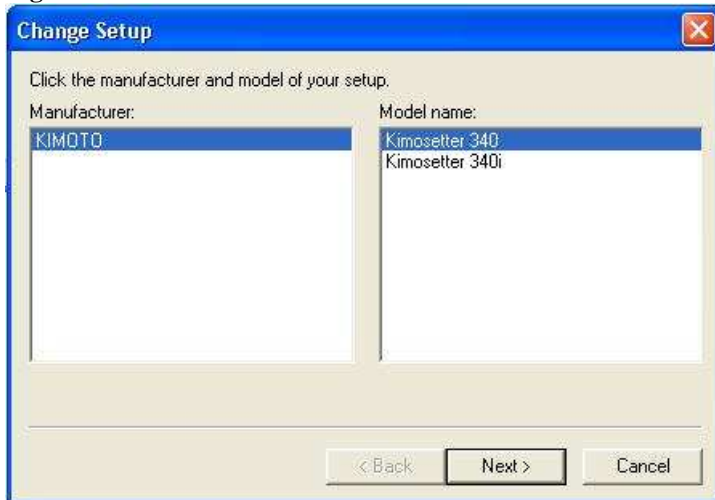 Change Setup
Click the manufacturer and model of your setup.
Manufacturer:
Model name:
KIMOTO
Kimosetter 340
Kimosetter 340i
< Back
Next >
Cancel